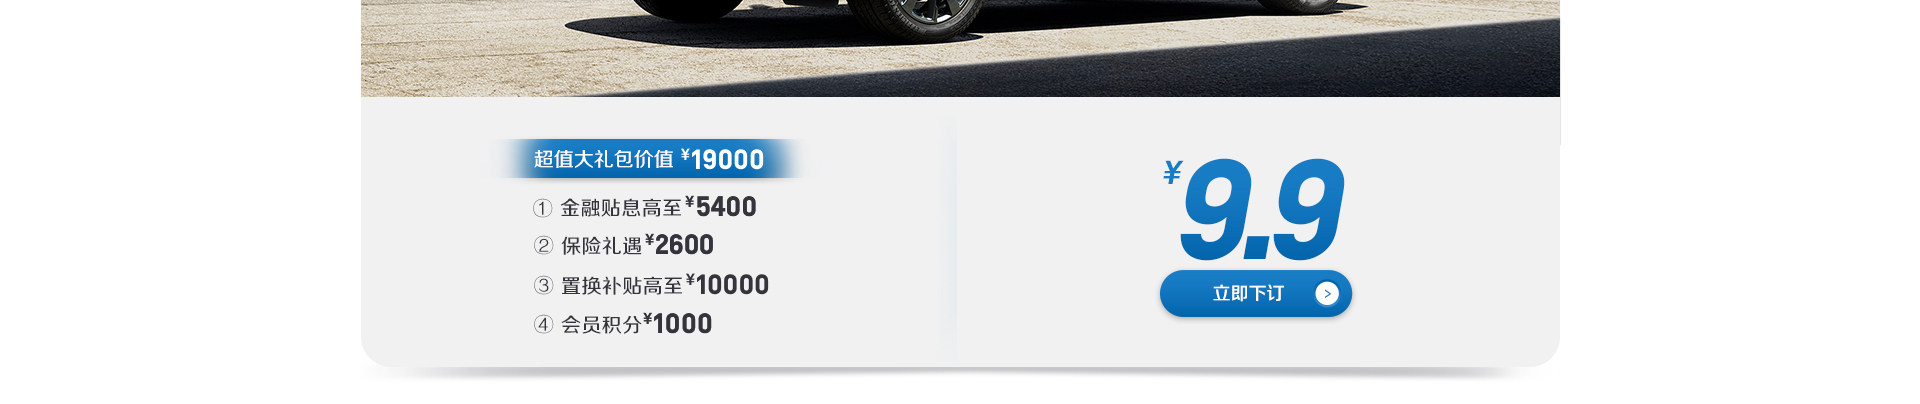 超值大礼包价值 ¥19000
① 金融贴息高至¥5400
② 保险礼遇¥2600
③ 置换补贴高至¥10000
④ 会员积分¥1000
¥9.9
立即下订 >